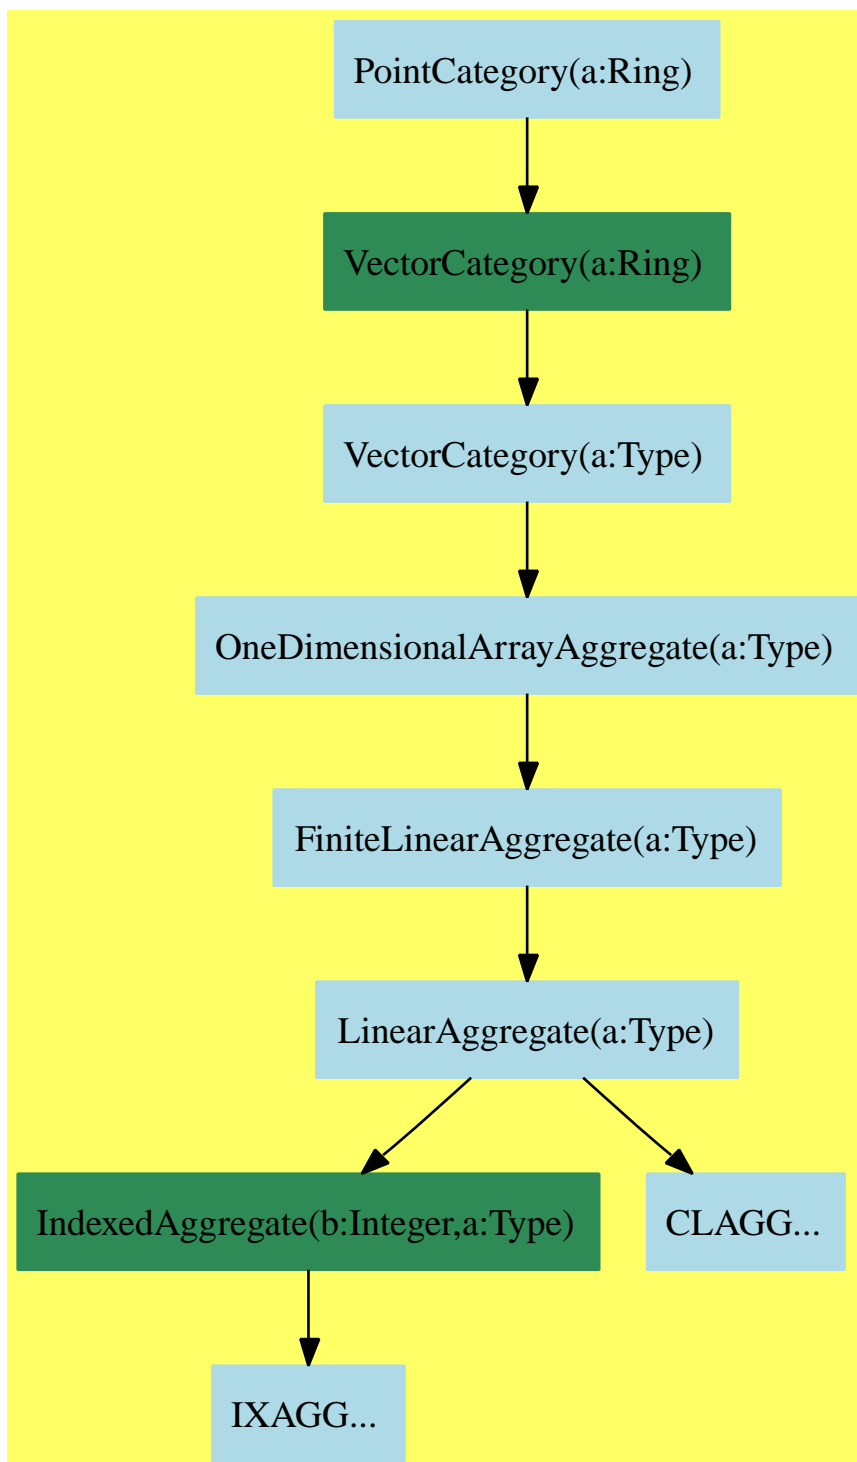 PointCategory(a:Ring)
VectorCategory(a:Ring)
VectorCategory(a:Type)
OneDimensionalArrayAggregate(a:Type)
FiniteLinearAggregate(a:Type)
LinearAggregate(a:Type)
IndexedAggregate(b:Integer,a:Type)
CLAGG...
IXAGG...